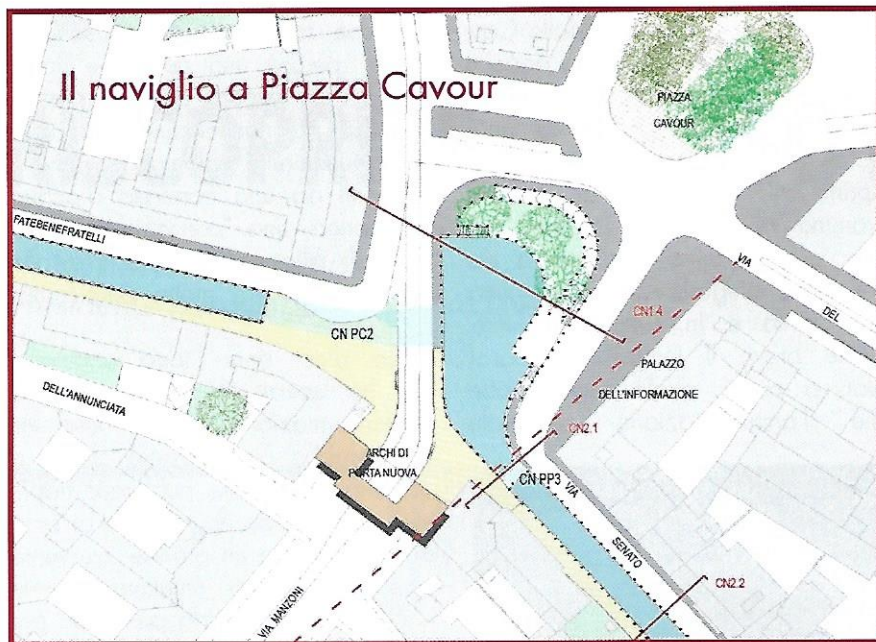 Il naviglio a Piazza Cavour
PIAZZA
CAVOUR
FATEBENEFRATELLI
VIA
DEL
CN1.4
CN PC2
PALAZZO
DELL'INFORMAZIONE
DELL'ANNUNCIATA
CN2.1
ARCHI DI
PORTA NUOVA
CN PP3
VIA
SENATO
CN2.2
VIA MANZONI